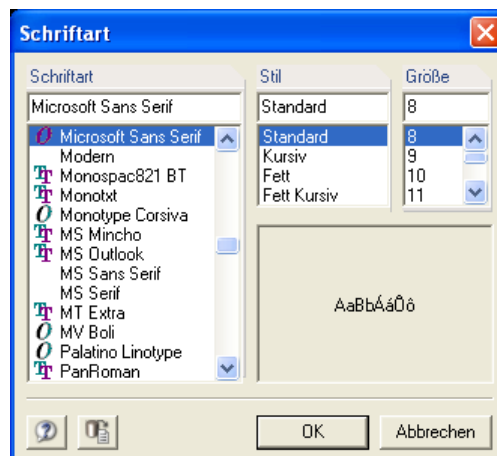 Schriftart
Schriftart
Stil
Größe
Microsoft Sans Serif
Standard
8
Microsoft Sans Serif
Modern
Monospac821 BT
Monotxt
Monotype Corsiva
MS Mincho
MS Outlook
MS Sans Serif
MS Serif
MT Extra
MV Boli
Palatino Linotype
PanRoman
Standard
Kursiv
Fett
Fett Kursiv
8
9
10
11
AaBbÁáÛô
OK
Abbrechen